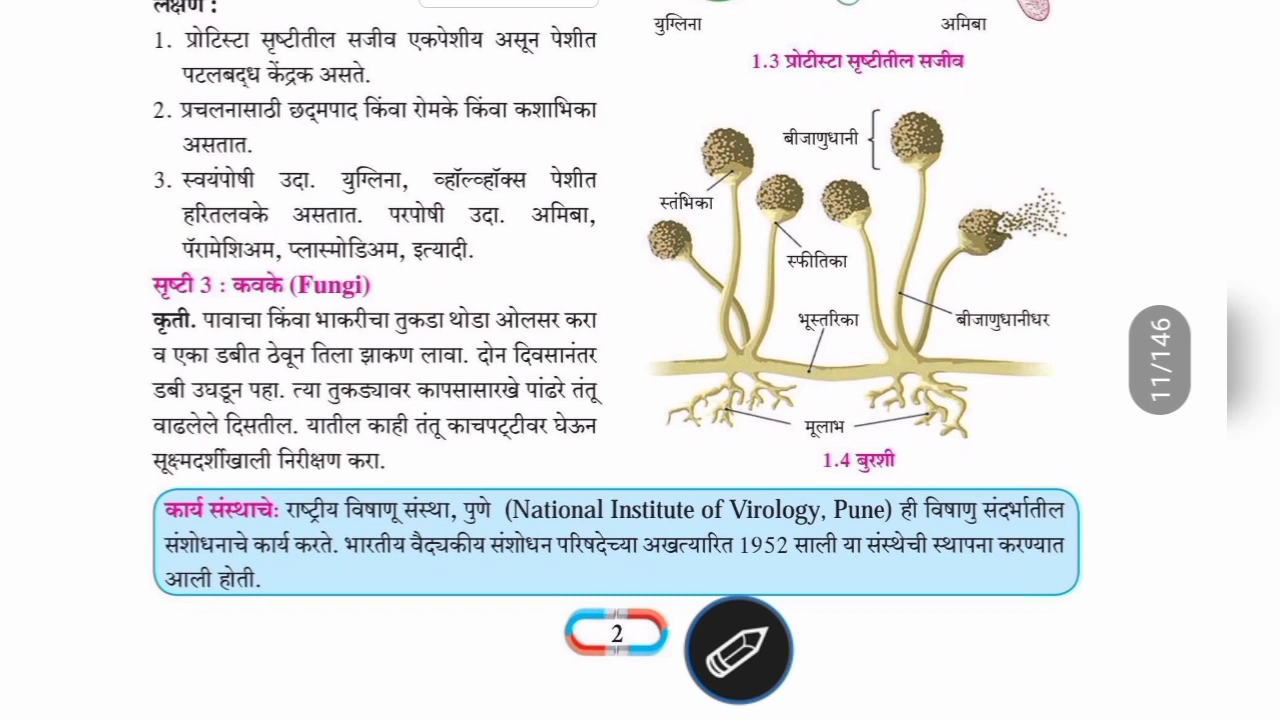 लक्षण :
1. प्रोटिस्टा सृष्टीतील सजीव एकपेशीय असून पेशीत
पटलबद्ध केंद्रक असते.
2. प्रचलनासाठी छद्मपाद किंवा रोमके किंवा कशाभिका
असतात.
3. स्वयंपोषी उदा. युग्लिना, व्हॉल्व्हॉक्स पेशीत
हरितलवके असतात. परपोषी उदा. अमिबा,
पॅरामेशिअम, प्लास्मोडिअम, इत्यादी.
सृष्टी 3 : कवके (Fungi)
कृती. पावाचा किंवा भाकरीचा तुकडा थोडा ओलसर करा
व एका डबीत ठेवून तिला झाकण लावा. दोन दिवसानंतर
डबी उघडून पहा. त्या तुकड्यावर कापसासारखे पांढरे तंतू
वाढलेले दिसतील. यातील काही तंतू काचपट्टीवर घेऊन
सूक्ष्मदर्शीखाली निरीक्षण करा.
युग्लिना
अमिबा
1.3 प्रोटीस्टा सृष्टीतील सजीव
बीजाणुधानी
स्तंभिका
स्फीतिका
भूस्तरिका
बीजाणुधानीधर
मूलाभ
1.4 बुरशी
कार्य संस्थाचे: राष्ट्रीय विषाणू संस्था, पुणे (National Institute of Virology, Pune) ही विषाणु संदर्भातील
संशोधनाचे कार्य करते. भारतीय वैद्यकीय संशोधन परिषदेच्या अखत्यारित 1952 साली या संस्थेची स्थापना करण्यात
आली होती.
2
11/146